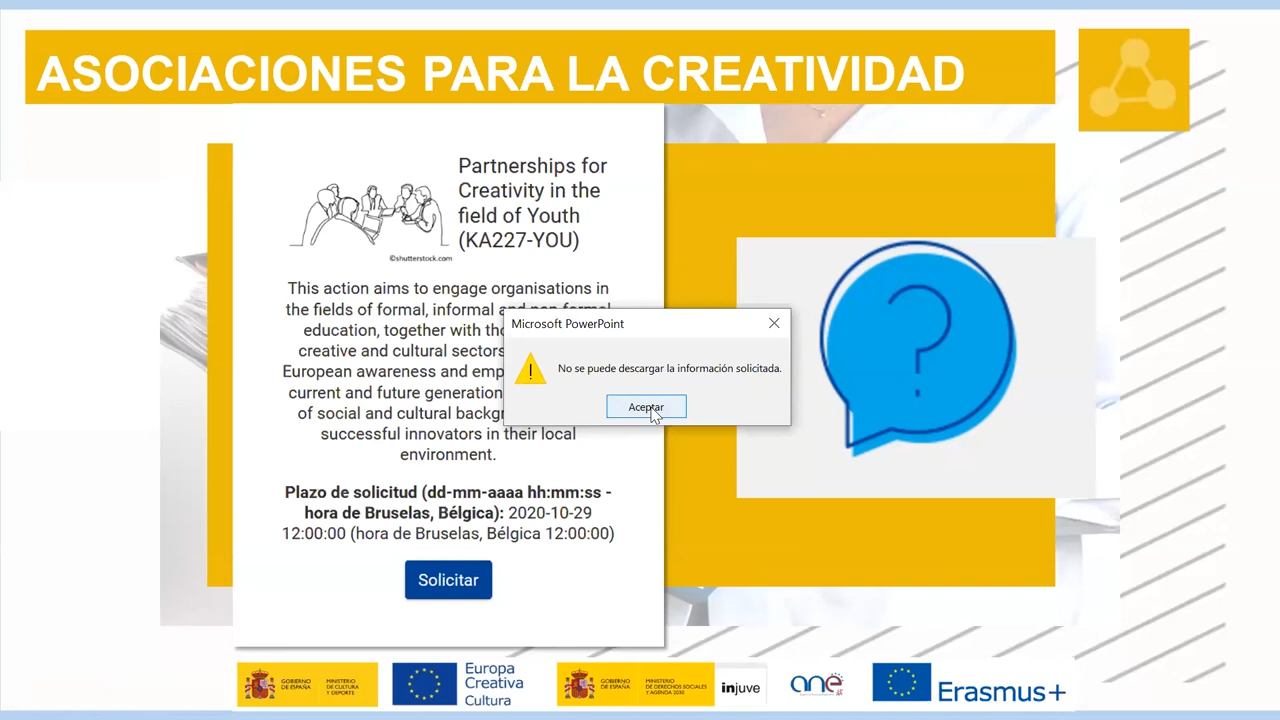 ASOCIACIONES PARA LA CREATIVIDAD
Partnerships for
Creativity in the
field of Youth
(KA227-YOU)
©shutterstock.com
This action aims to engage organisations in
the fields of formal, informal and non formal
education, together with
creative and cultural sectors
European awareness and
current and future
of social and cultural
successful innovators in their local
environment.
Plazo de solicitud (dd-mm-aaaa hh:mm:ss -
hora de Bruselas, Bélgica): 2020-10-29
12:00:00 (hora de Bruselas, Bélgica 12:00:00)
Solicitar
Microsoft PowerPoint
No se puede descargar la información solicitada.
Aceptar
GOBIERNO
DE ESPAÑA
MINISTERIO
DE CULTURA
Y DEPORTE
Europa
Creativa
Cultura
GOBIERNO
DE ESPAÑA
MINISTERIO
DE DERECHOS SOCIALES
Y AGENDA 2030
injuve
ane
Erasmus+